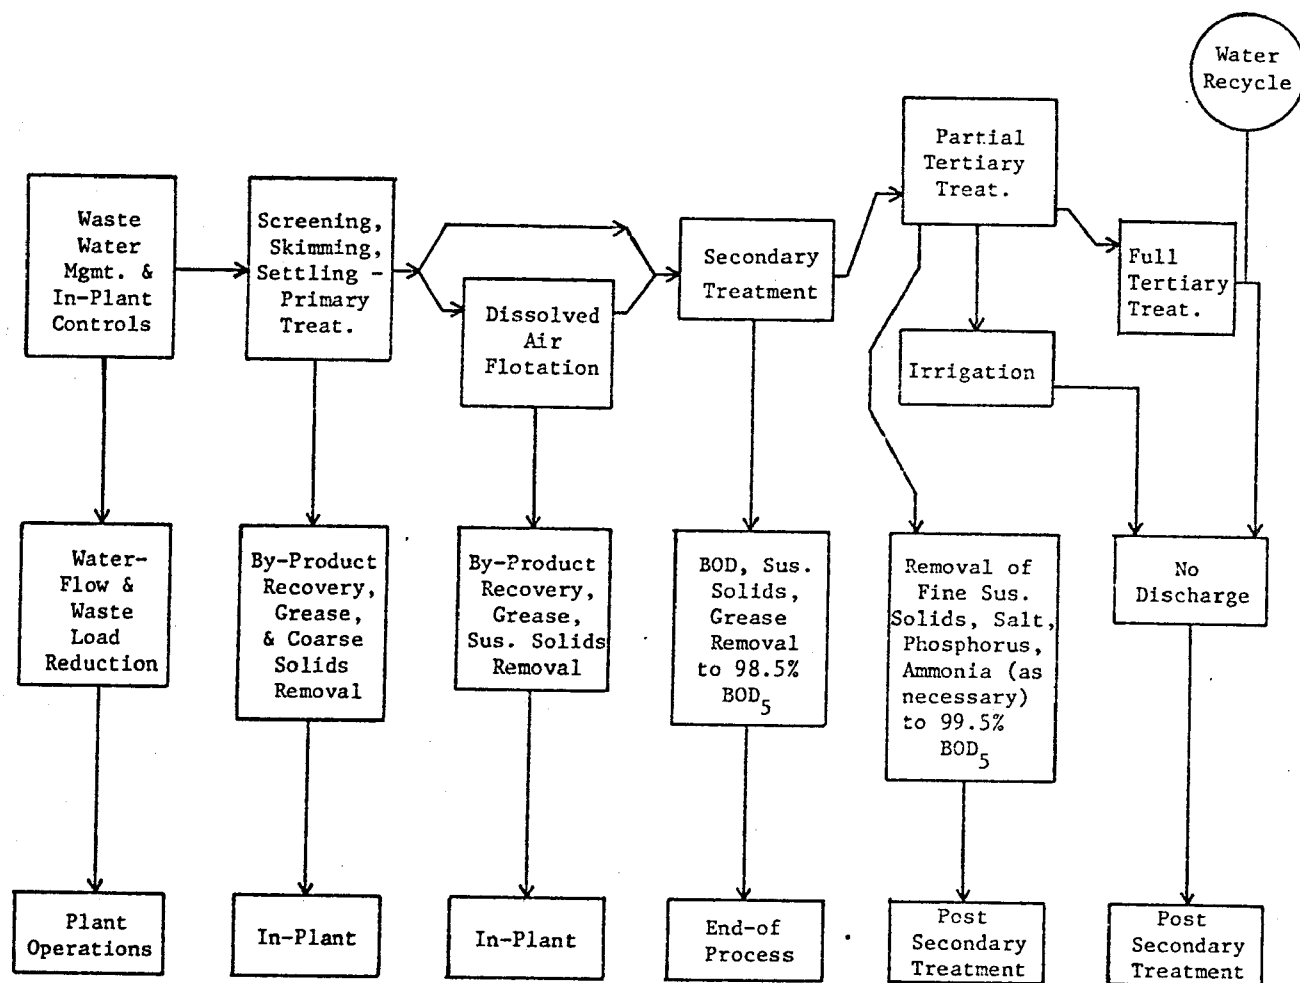 Water
Recycle
Partial
Tertiary
Treat.
Waste
Water
Mgmt. &
In-Plant
Controls
Screening,
Skimming,
Settling -
Primary
Treat.
Dissolved
Air
Flotation
Secondary
Treatment
Full
Tertiary
Treat.
Irrigation
Water-
Flow &
Waste
Load
Reduction
By-Product
Recovery,
Grease,
& Coarse
Solids
Removal
By-Product
Recovery,
Grease,
Sus. Solids
Removal
BOD, Sus.
Solids,
Grease
Removal
to 98.5%
BOD5
Removal of
Fine Sus.
Solids, Salt,
Phosphorus,
Ammonia (as
necessary)
to 99.5%
BOD5
No
Discharge
Plant
Operations
In-Plant
In-Plant
End-of
Process
Post
Secondary
Treatment
Post
Secondary
Treatment